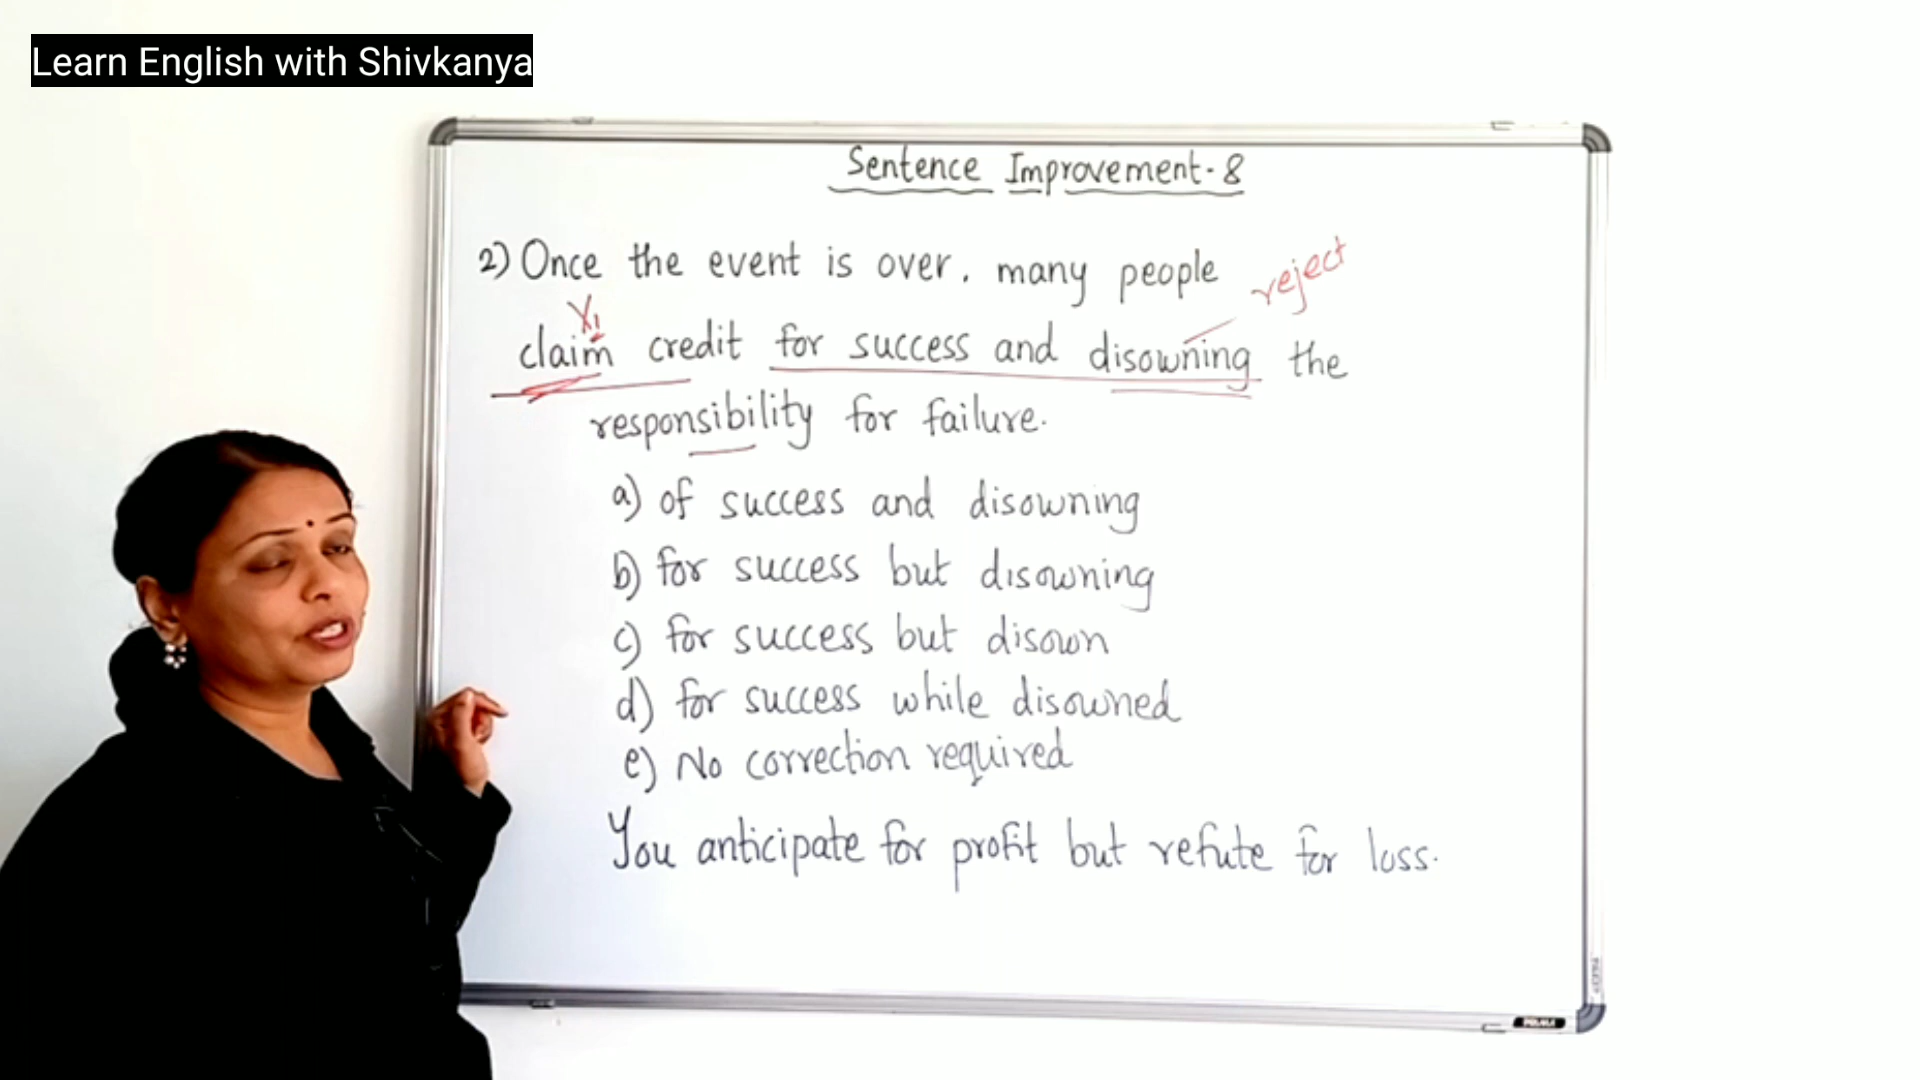 Learn English with Shivkanya
Sentence Improvement-8
2) Once the event is over. many people reject
V1
claim credit for success and disowning the
responsibility for failure.
a) of success and disowning
b) for success but disowning
c) for success but disown
d) for success while disowned
e) No correction required
You anticipate for profit but refute for loss.